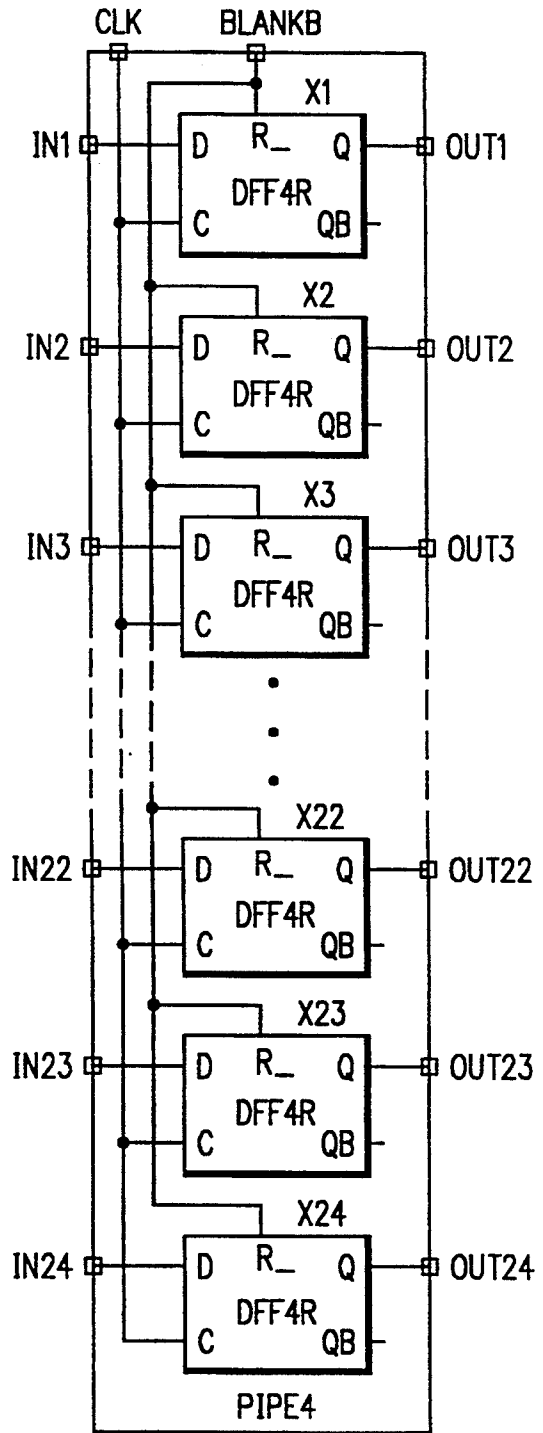 CLK BLANKB
X1
IN1 D R_ Q OUT1
DFF4R
C QB
X2
IN2 D R_ Q OUT2
DFF4R
C QB
X3
IN3 D R_ Q OUT3
DFF4R
C QB
X22
IN22 D R_ Q OUT22
DFF4R
C QB
X23
IN23 D R_ Q OUT23
DFF4R
C QB
X24
IN24 D R_ Q OUT24
DFF4R
C QB
PIPE4